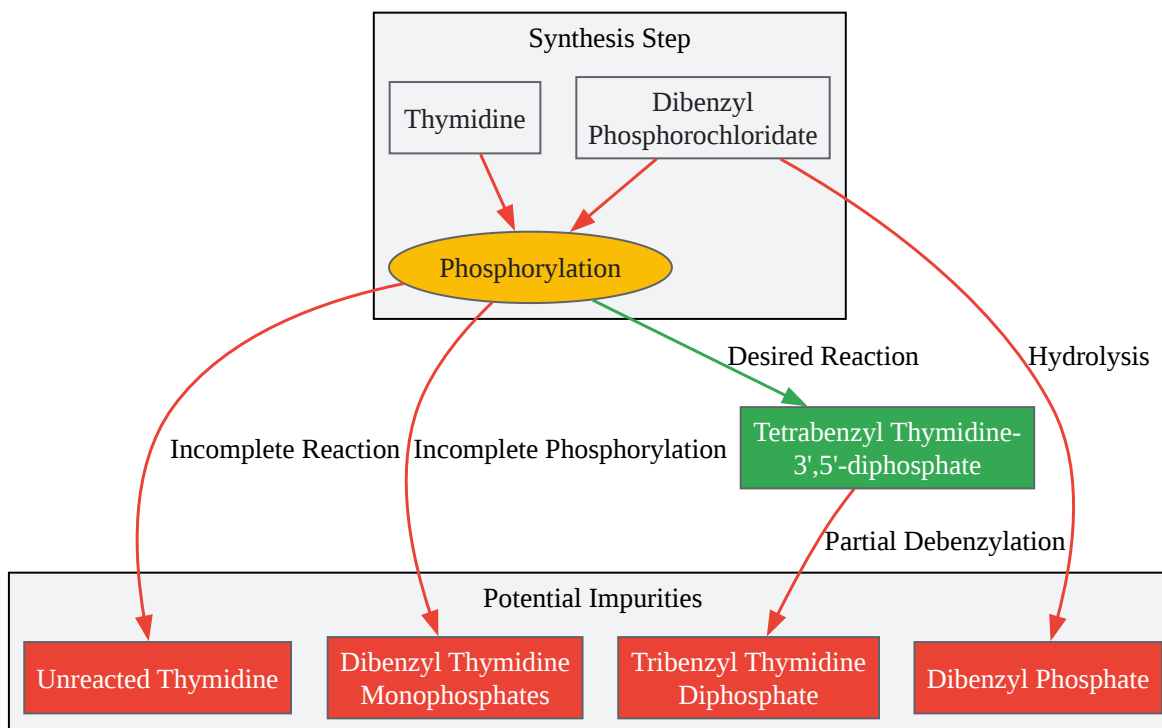 Synthesis Step
Thymidine
Dibenzyl
Phosphorochloridate
Phosphorylation
Desired Reaction
Hydrolysis
Tetrabenzyl Thymidine-
3',5'-diphosphate
Incomplete Reaction
Incomplete Phosphorylation
Partial Debenzylation
Potential Impurities
Unreacted Thymidine
Dibenzyl Thymidine
Monophosphates
Tribenzyl Thymidine
Diphosphate
Dibenzyl Phosphate